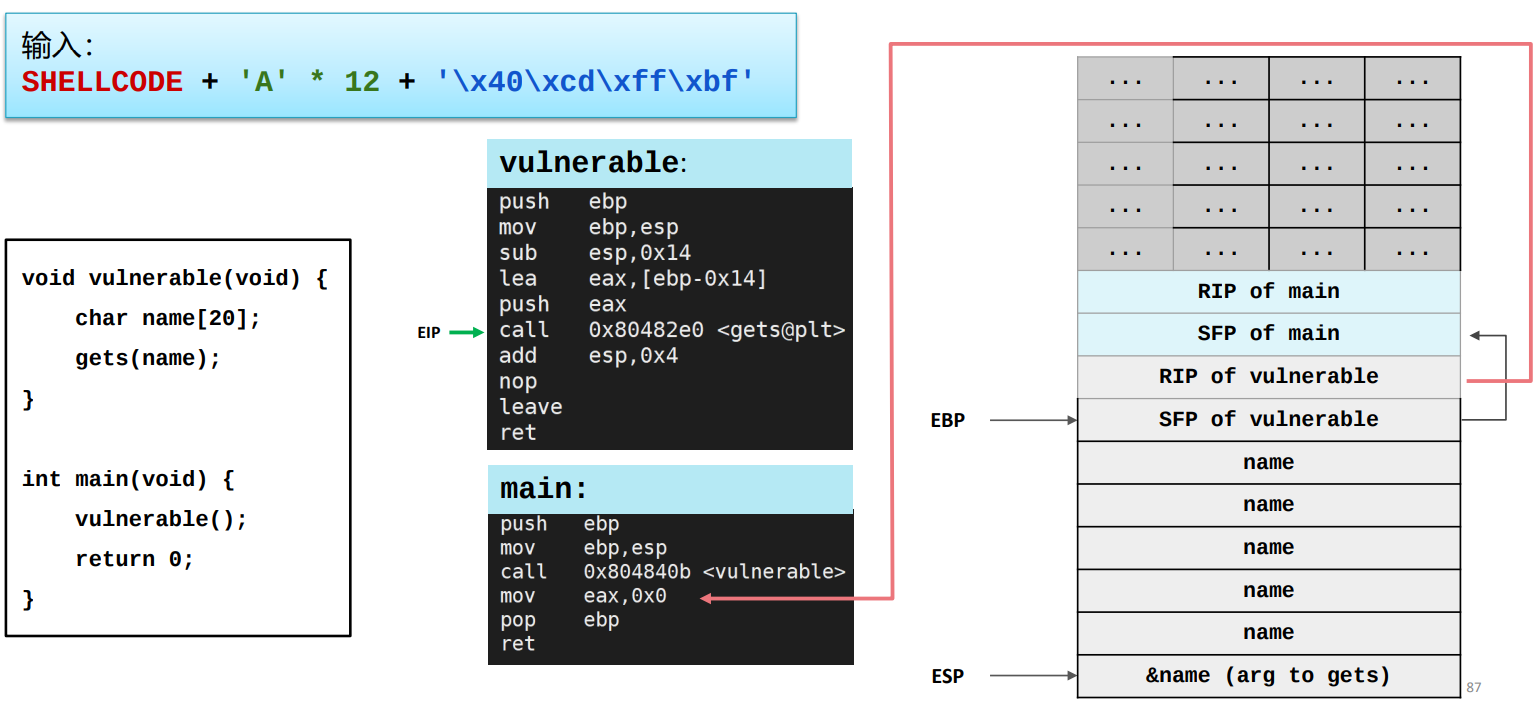 输入：
SHELLCODE + 'A' * 12 + '\x40\xcd\xff\xbf'
void vulnerable(void) {
char name[20];
gets(name);
}
int main(void) {
vulnerable();
return 0;
}
EIP
vulnerable:
push ebp
mov ebp,esp
sub esp,0x14
lea eax,[ebp-0x14]
push eax
call 0x80482e0 <gets@plt>
add esp,0x4
nop
leave
ret
main:
push ebp
mov ebp,esp
call 0x804840b <vulnerable>
mov eax,0x0
pop ebp
ret
... ... ... ...
... ... ... ...
... ... ... ...
... ... ... ...
... ... ... ...
RIP of main
SFP of main
RIP of vulnerable
EBP
SFP of vulnerable
name
name
name
name
name
ESP
&name (arg to gets)
87